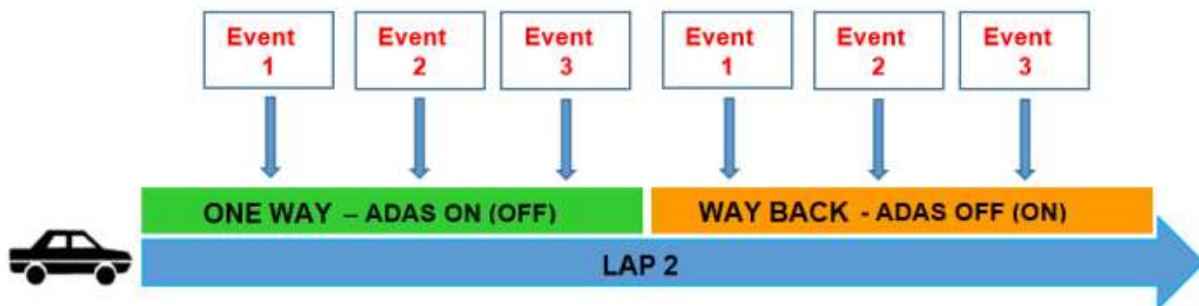 Event
1
Event
2
Event
3
Event
1
Event
2
Event
3
ONE WAY – ADAS ON (OFF)
WAY BACK - ADAS OFF (ON)
LAP 2